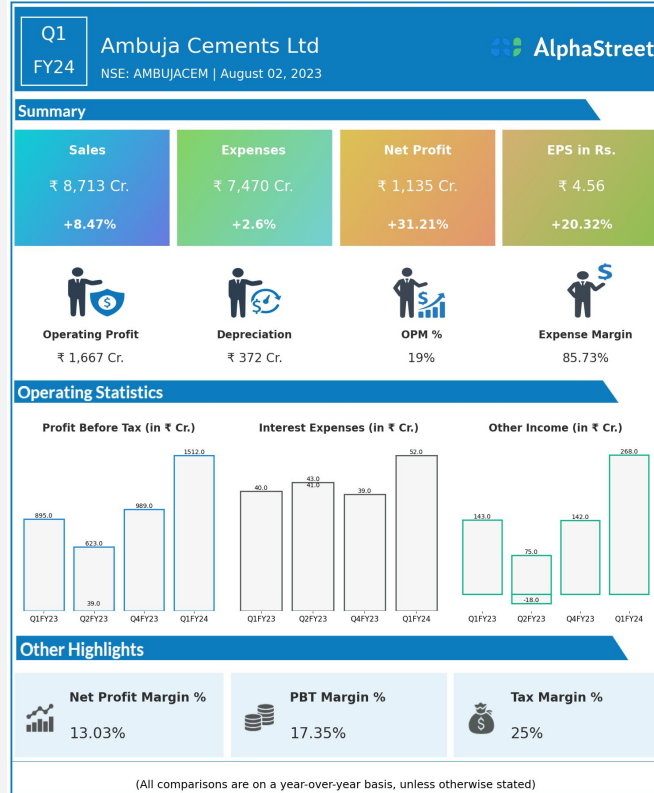 Q1
FY24
Ambuja Cements Ltd
NSE: AMBUJACEM | August 02, 2023
AlphaStreet
Summary
Sales
₹ 8,713 Cr.
+8.47%
Expenses
₹ 7,470 Cr.
+2.6%
Net Profit
₹ 1,135 Cr.
+31.21%
EPS in Rs.
₹ 4.56
+20.32%
Operating Profit
₹ 1,667 Cr.
Depreciation
₹ 372 Cr.
OPM %
19%
Expense Margin
85.73%
Operating Statistics
Profit Before Tax (in ₹ Cr.)
895.0
623.0
39.0
989.0
1512.0
Q1FY23 Q2FY23 Q4FY23 Q1FY24
Interest Expenses (in ₹ Cr.)
40.0
43.0
41.0
39.0
52.0
Q1FY23 Q2FY23 Q4FY23 Q1FY24
Other Income (in ₹ Cr.)
143.0
75.0
-18.0
142.0
268.0
Q1FY23 Q2FY23 Q4FY23 Q1FY24
Other Highlights
Net Profit Margin %
13.03%
PBT Margin %
17.35%
Tax Margin %
25%
(All comparisons are on a year-over-year basis, unless otherwise stated)